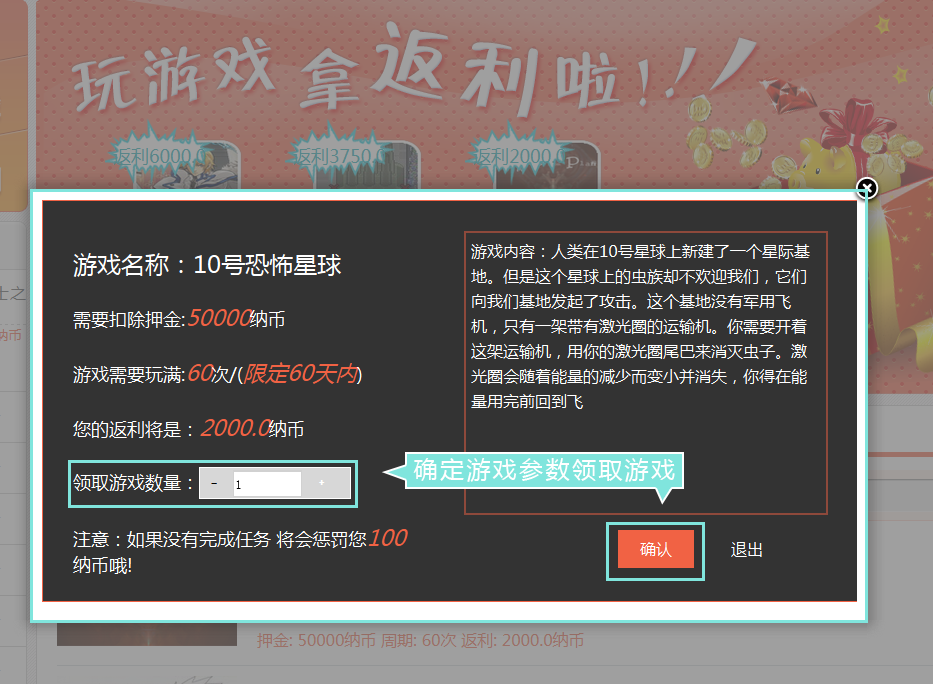 玩游戏 拿返利啦!!!
返利6000.0
返利3750.0
返利2000.0
士之
纳币
游戏名称：10号恐怖星球
需要扣除押金:50000纳币
游戏需要玩满:60次/(限定60天内)
您的返利将是：2000.0纳币
领取游戏数量： - 1 +
注意：如果没有完成任务 将会惩罚您100
纳币哦!
游戏内容：人类在10号星球上新建了一个星际基
地。但是这个星球上的虫族却不欢迎我们，它们
向我们基地发起了攻击。这个基地没有军用飞
机，只有一架带有激光圈的运输机。你需要开着
这架运输机，用你的激光圈尾巴来消灭虫子。激
光圈会随着能量的减少而变小并消失，你得在能
量用完前回到飞
确定游戏参数领取游戏
确认
退出
押金: 50000纳币 周期: 60次 返利: 2000.0纳币